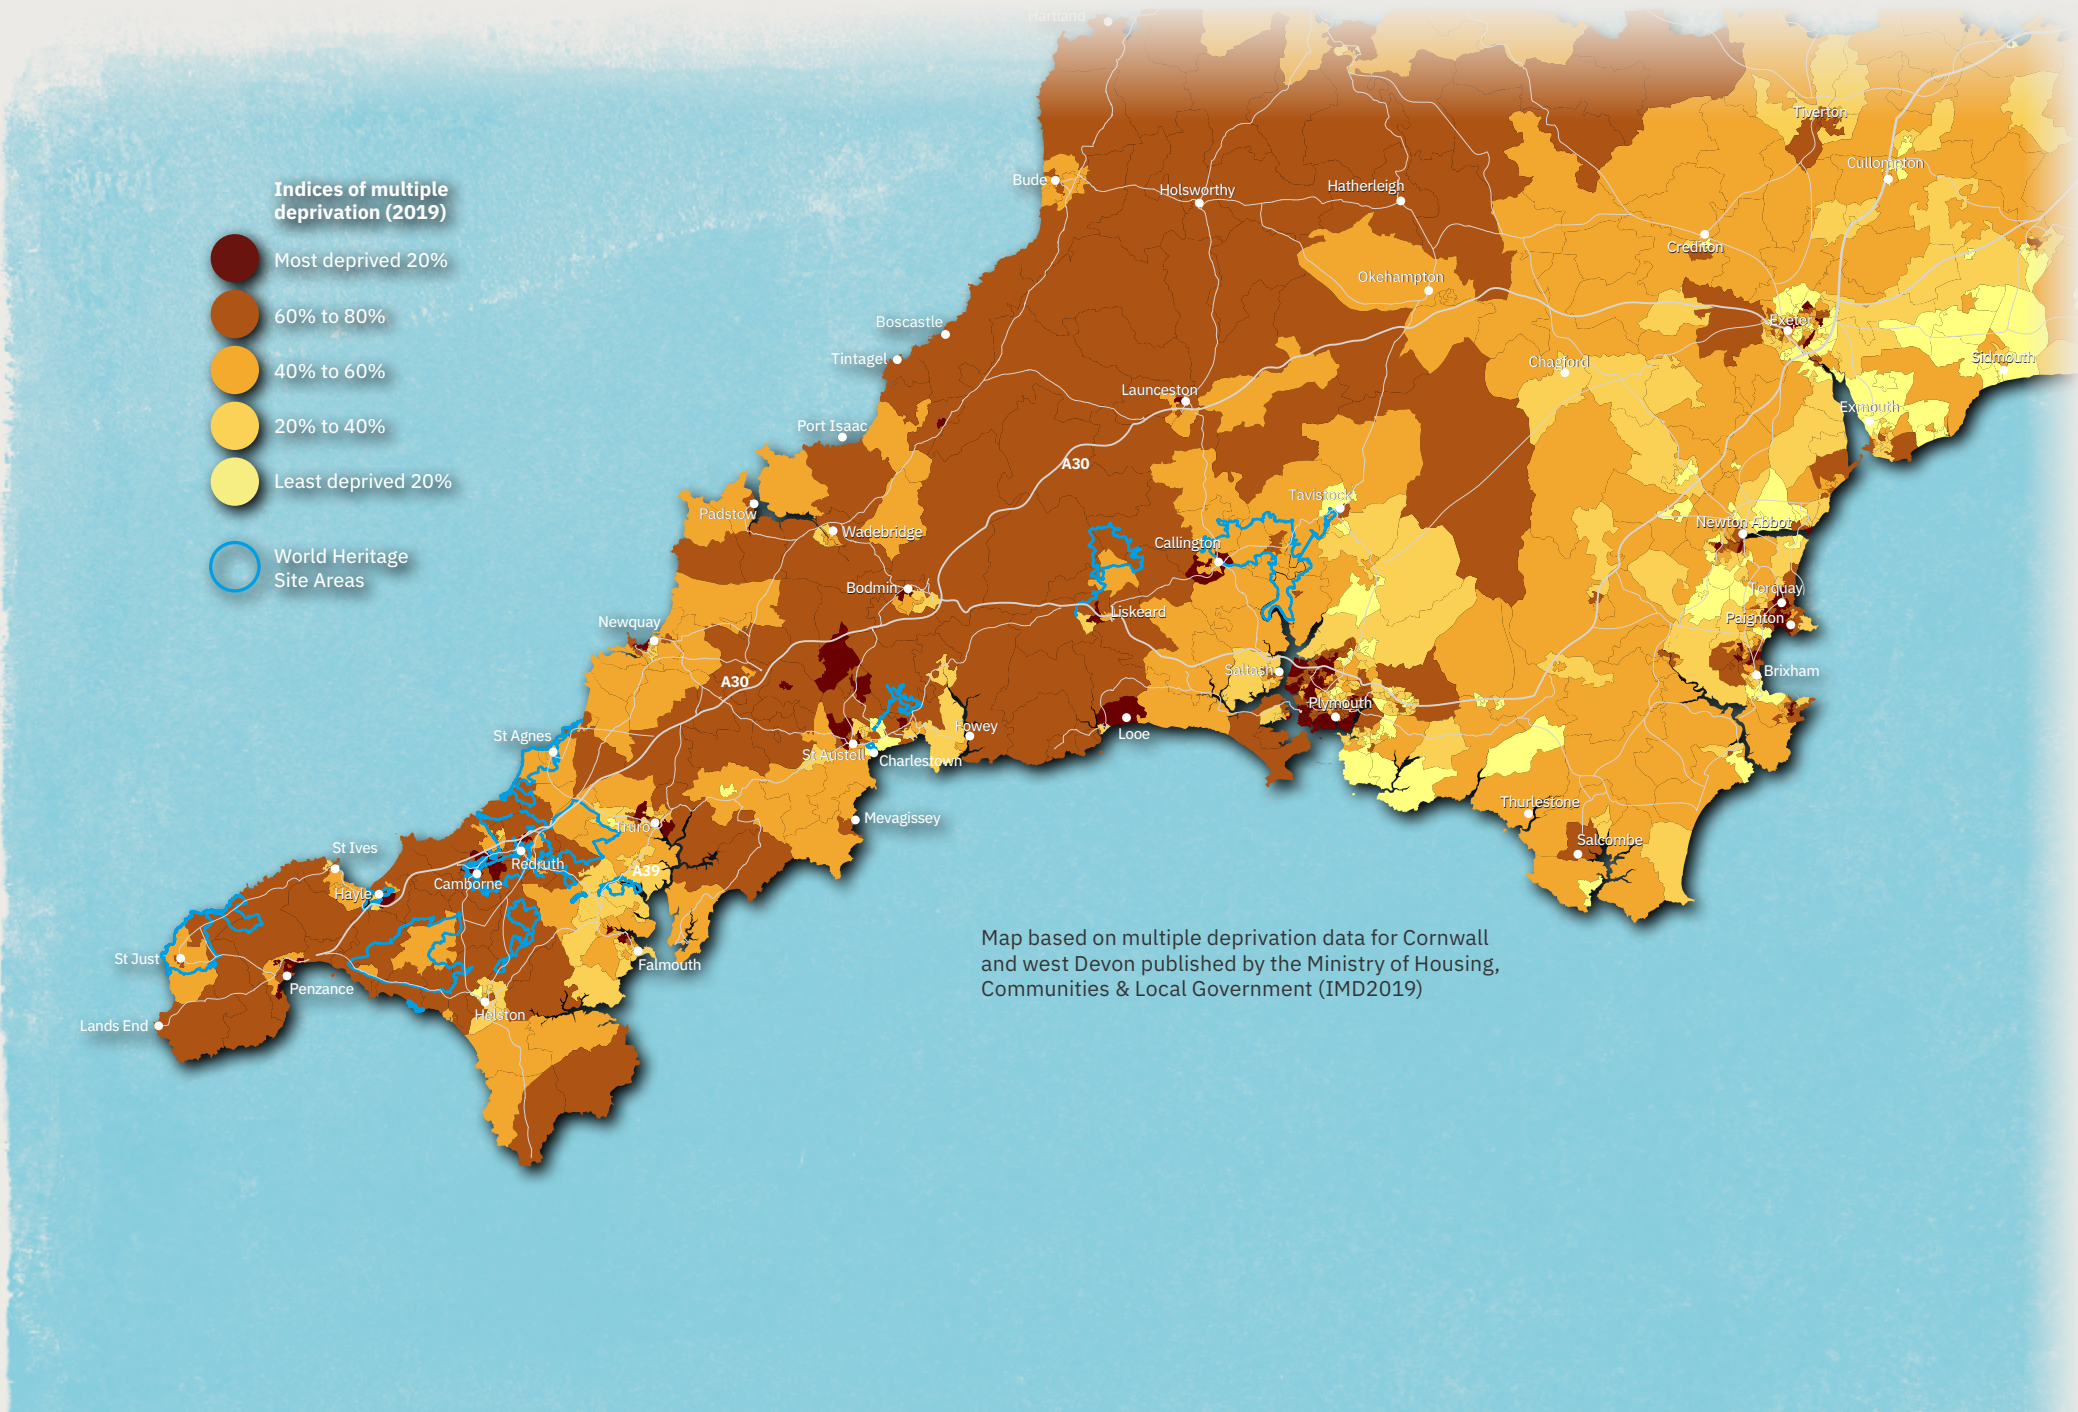 Hartland
Indices of multiple
deprivation (2019)
Most deprived 20%
60% to 80%
40% to 60%
20% to 40%
Least deprived 20%
World Heritage
Site Areas
Tiverton
Cullompton
Bude
Holsworthy
Hatherleigh
Crediton
Okehampton
Boscastle
Exeter
Tintagel
Sidmouth
Chagford
Launceston
Exmouth
Port Isaac
A30
Tavistock
Padstow
Newton Abbot
Wadebridge
Callington
Bodmin
Torquay
Liskeard
Paignton
Newquay
Saltash
Brixham
A30
Plymouth
Fowey
Looe
St Agnes
St Austell
Charlestown
Thurlestone
Mevagissey
Truro
Salcombe
St Ives
Redruth
A39
Camborne
Hayle
Map based on multiple deprivation data for Cornwall
and west Devon published by the Ministry of Housing,
Communities & Local Government (IMD2019)
St Just
Falmouth
Penzance
Helston
Lands End